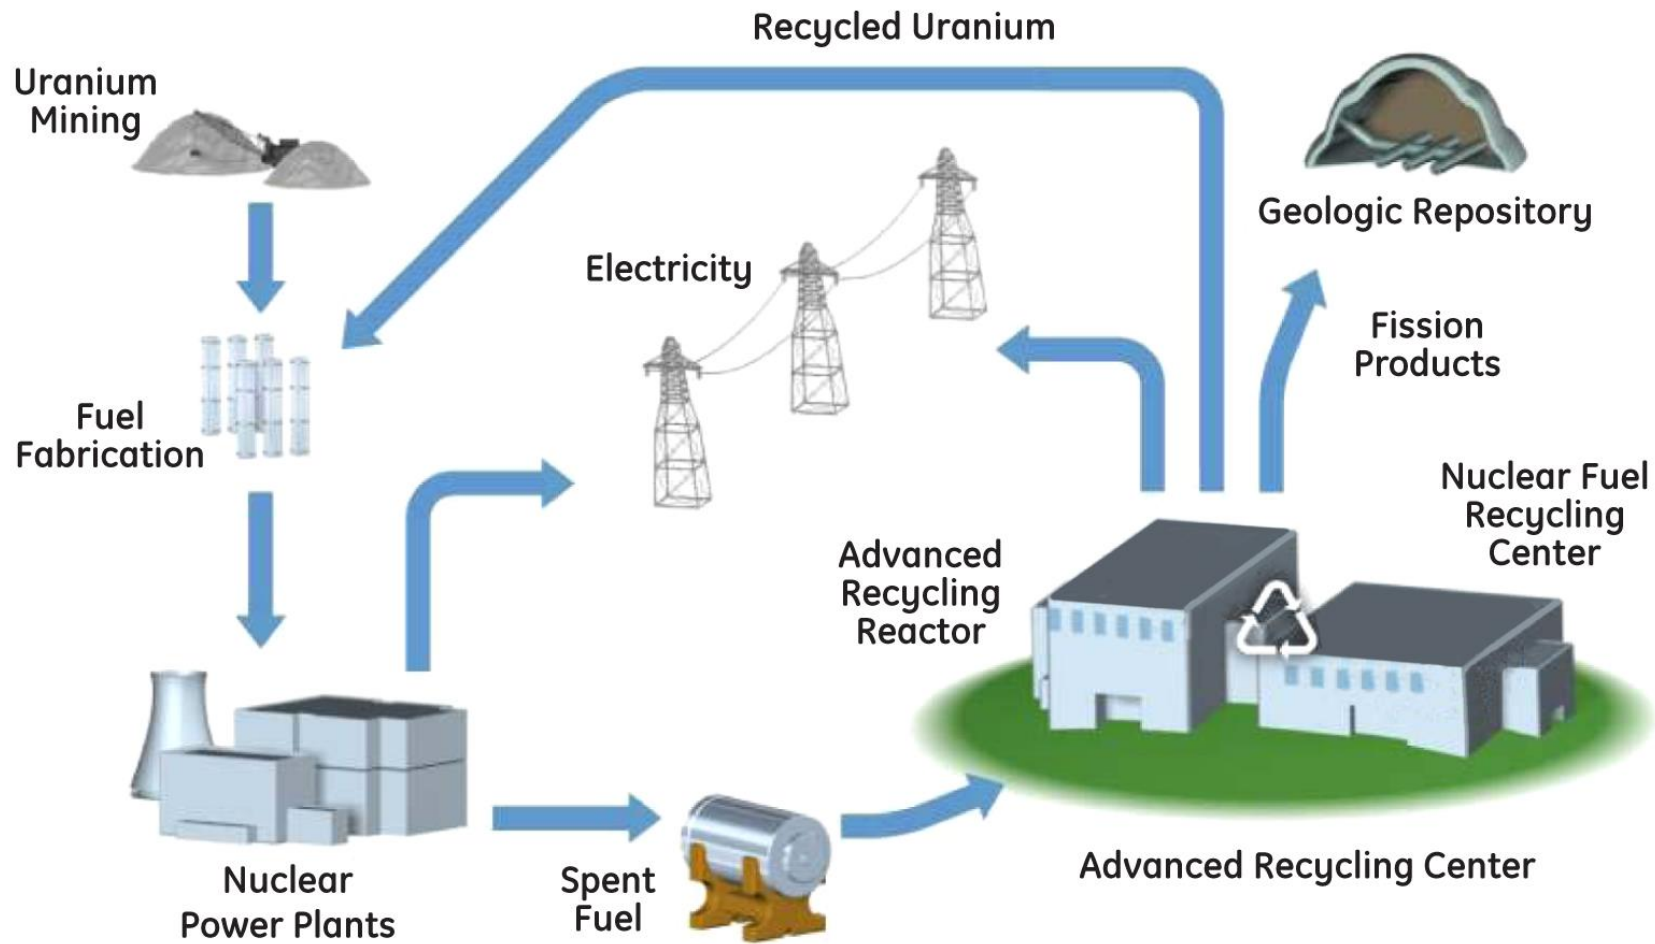 Recycled Uranium
Uranium
Mining
Geologic Repository
Electricity
Fission
Products
Fuel
Fabrication
Nuclear Fuel
Recycling
Center
Advanced
Recycling
Reactor
Advanced Recycling Center
Nuclear
Power Plants
Spent
Fuel